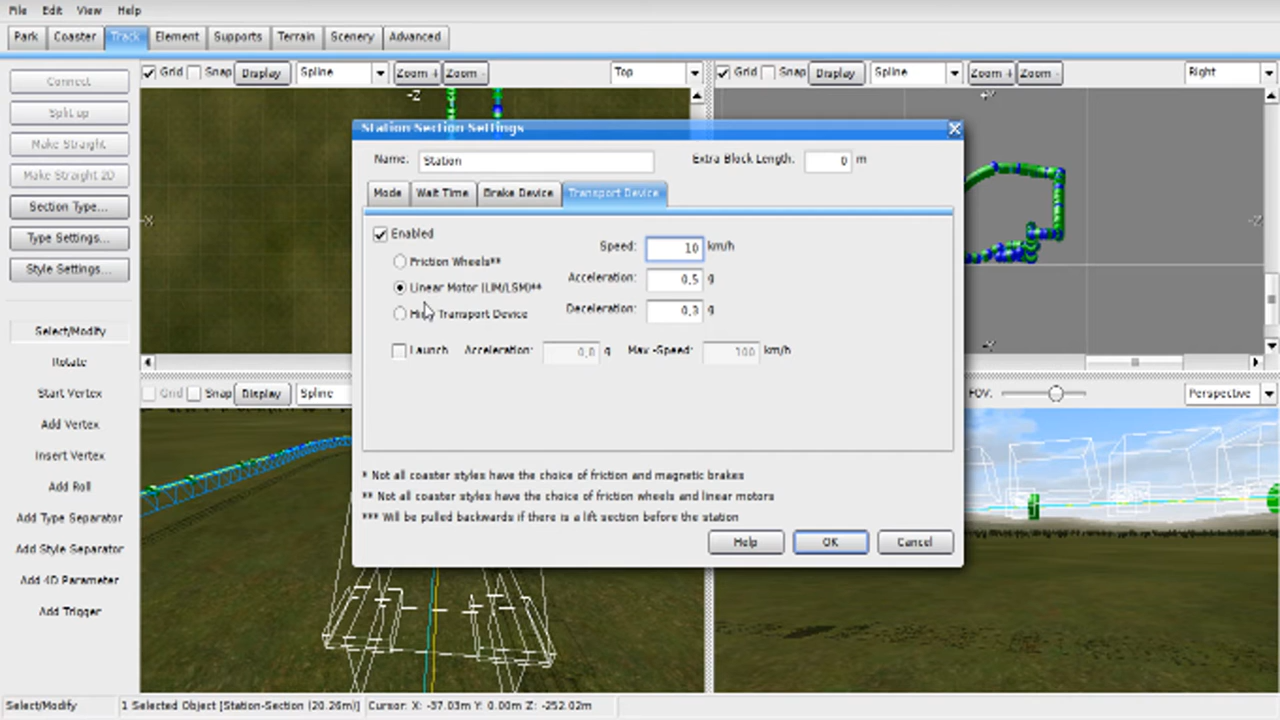 File Edit View Help
Park Coaster Track Element Supports Terrain Scenery Advanced
Grid Snap Display Spline Zoom + Zoom - Top
Grid Snap Display Spline Zoom + Zoom - Right
Connect
Split up
Make Straight
Make Straight 2D
Section Type...
Type Settings...
Style Settings...
Select/Modify
Rotate
Start Vertex
Add Vertex
Insert Vertex
Add Roll
Add Type Separator
Add Style Separator
Add 4D Parameter
Add Trigger
-Z
-X
+Y
-Z
-Y
Station Section Settings
Name: Station Extra Block Length: 0 m
Mode Wait Time Brake Device Transport Device
Enabled
Friction Wheels**
Linear Motor (LIM/LSM)**
Transport Device
Speed: 10 km/h
Acceleration: 0.5 g
Deceleration: 0.3 g
Launch Acceleration: 0.0 g Max -Speed: 100 km/h
* Not all coaster styles have the choice of friction and magnetic brakes
** Not all coaster styles have the choice of friction wheels and linear motors
*** Will be pulled backwards if there is a lift section before the station
Help OK Cancel
Grid Snap Display Spline
FOV: Perspective
Select/Modify 1 Selected Object [Station-Section (20.26m)] Cursor: X: -37.03m Y: 0.00m Z: -252.02m